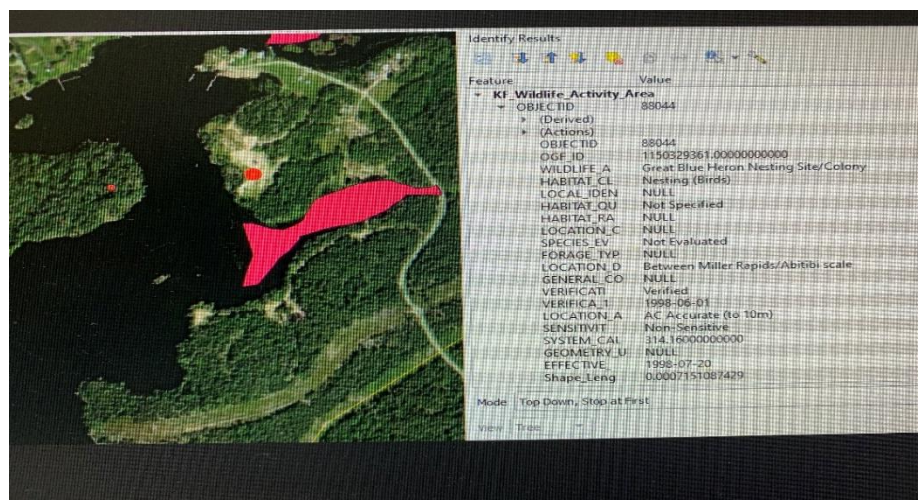 Identify Results
Feature Value
KF_Wildlife_Activity_Area
OBJECTID 88044
(Derived)
(Actions)
OBJECTID 88044
OGF_ID 1150329361.00000000000
WILDLIFE_A Great Blue Heron Nesting Site/Colony
HABITAT_CL Nesting (Birds)
LOCAL_IDEN NULL
HABITAT_QU Not Specified
HABITAT_RA NULL
LOCATION_C NULL
SPECIES_EV Not Evaluated
FORAGE_TYP NULL
LOCATION_D Between Miller Rapids/Abitibi scale
GENERAL_CO NULL
VERIFICATI Verified
VERIFICA_1 1998-06-01
LOCATION_A AC Accurate (to 10m)
SENSITIVIT Non-Sensitive
SYSTEM_CAL 314.16000000000
GEOMETRY_U NULL
EFFECTIVE_ 1998-07-20
Shape_Leng 0.0007151087429
Mode Top Down, Stop at First
View Tree